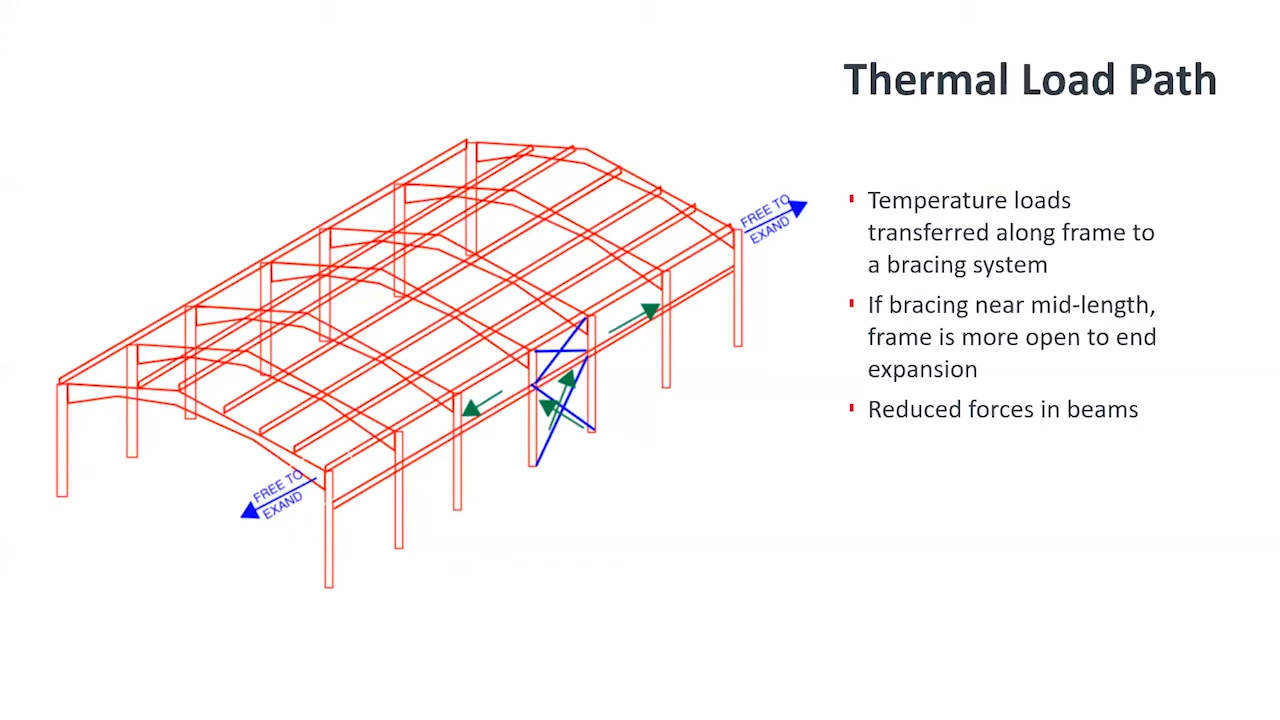 Thermal Load Path
Temperature loads
transferred along frame to
a bracing system
If bracing near mid-length,
frame is more open to end
expansion
Reduced forces in beams
FREE TO
EXAND
FREE TO
EXAND